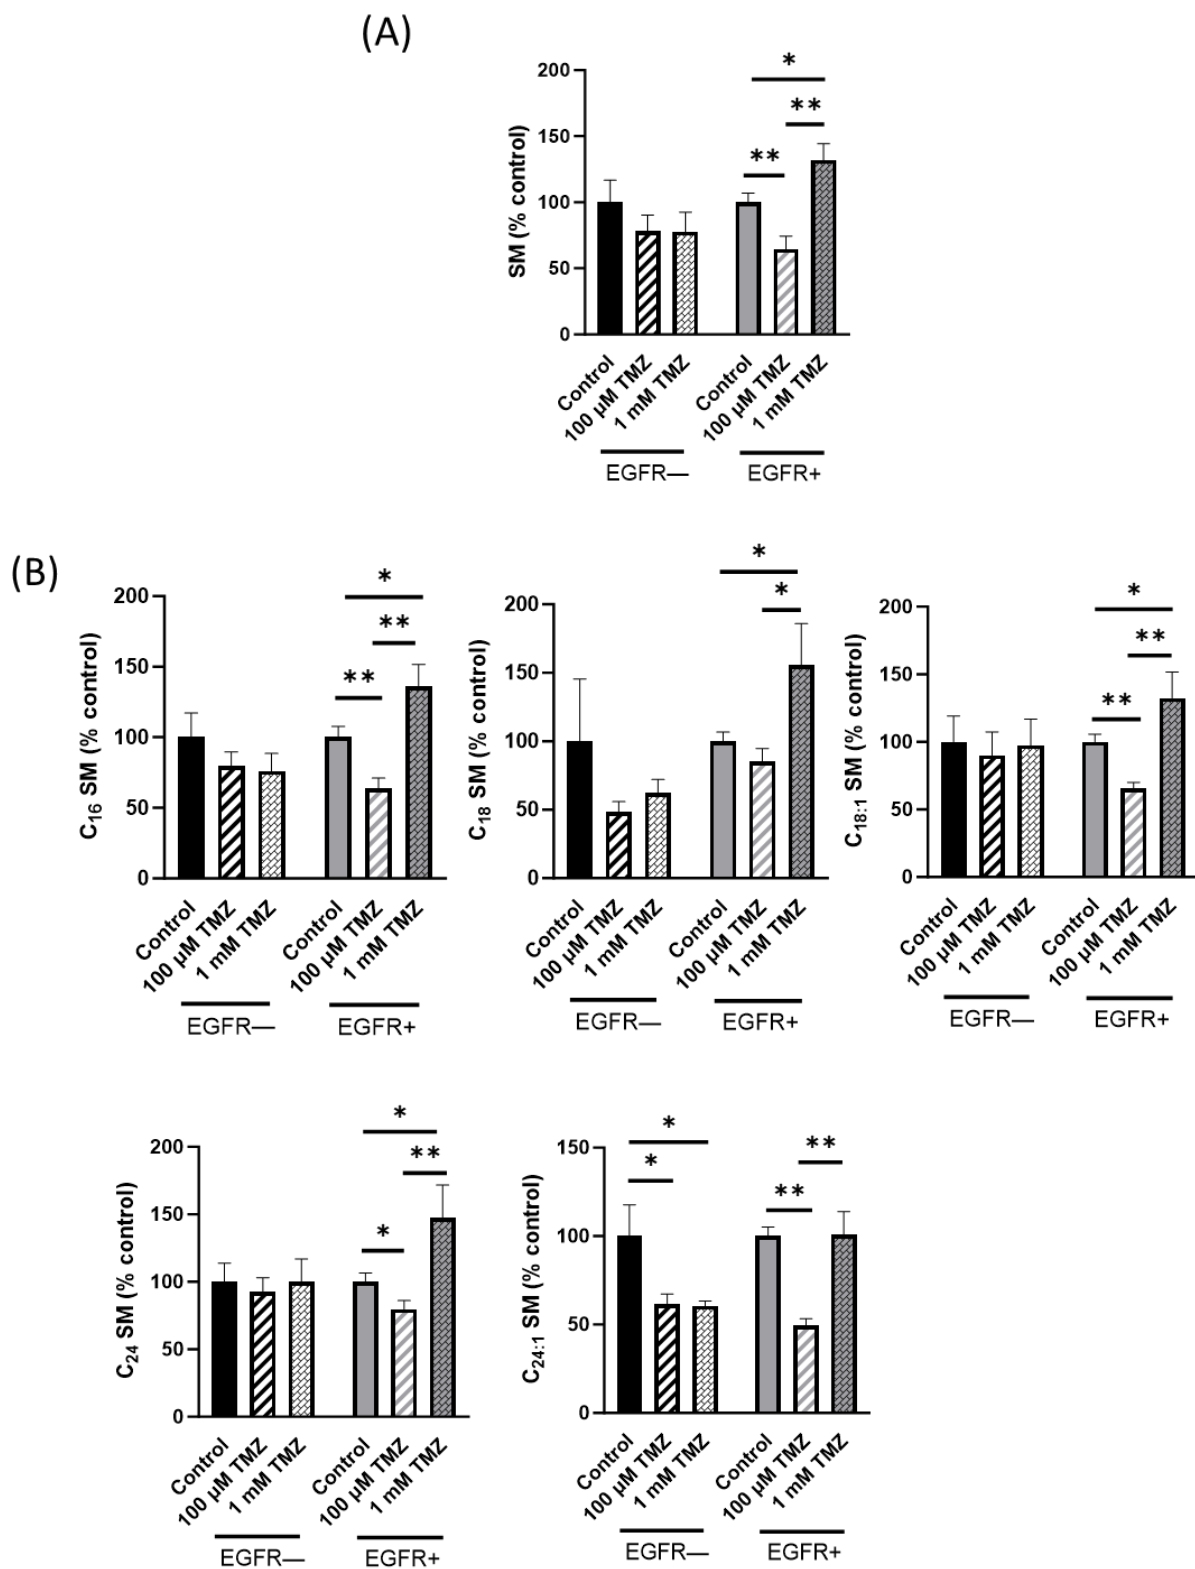 (A)
SM (% control)
200
150
100
50
0
*
**
**
Control
100 µM TMZ
1 mM TMZ
Control
100 µM TMZ
1 mM TMZ
EGFR—
EGFR+
(B)
C16 SM (% control)
200
150
100
50
0
*
**
**
Control
100 µM TMZ
1 mM TMZ
Control
100 µM TMZ
1 mM TMZ
EGFR—
EGFR+
C18 SM (% control)
200
150
100
50
0
*
*
Control
100 µM TMZ
1 mM TMZ
Control
100 µM TMZ
1 mM TMZ
EGFR—
EGFR+
C18:1 SM (% control)
200
150
100
50
0
*
**
**
Control
100 µM TMZ
1 mM TMZ
Control
100 µM TMZ
1 mM TMZ
EGFR—
EGFR+
C24 SM (% control)
200
150
100
50
0
*
**
*
Control
100 µM TMZ
1 mM TMZ
Control
100 µM TMZ
1 mM TMZ
EGFR—
EGFR+
C24:1 SM (% control)
150
100
50
0
*
*
**
**
Control
100 µM TMZ
1 mM TMZ
Control
100 µM TMZ
1 mM TMZ
EGFR—
EGFR+